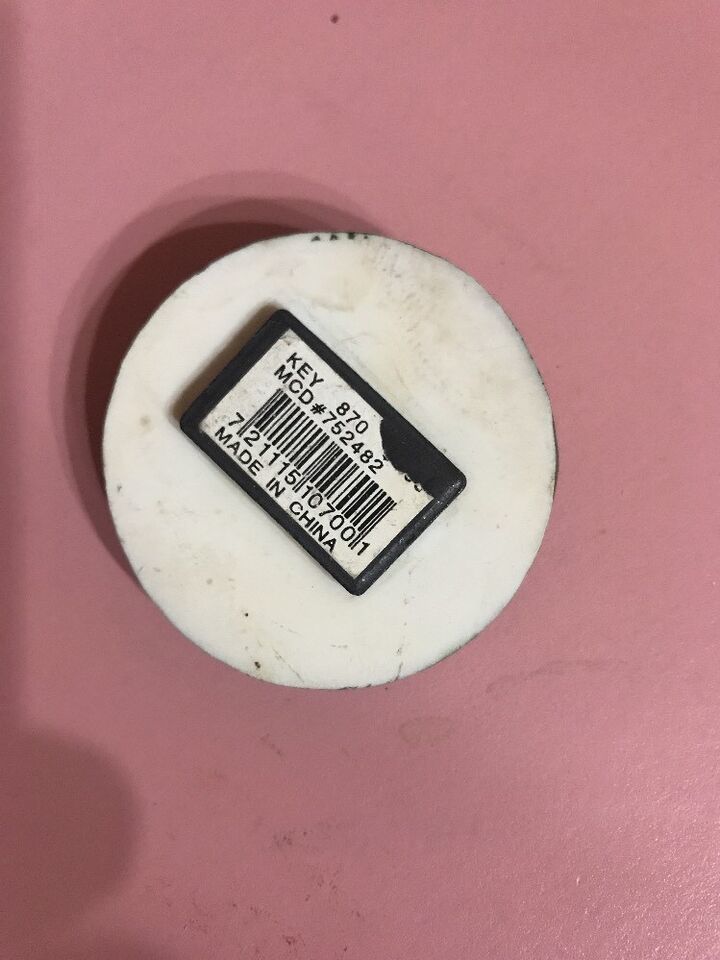 KEY 870
MCD#752482
7 21115 10700 1
MADE IN CHINA